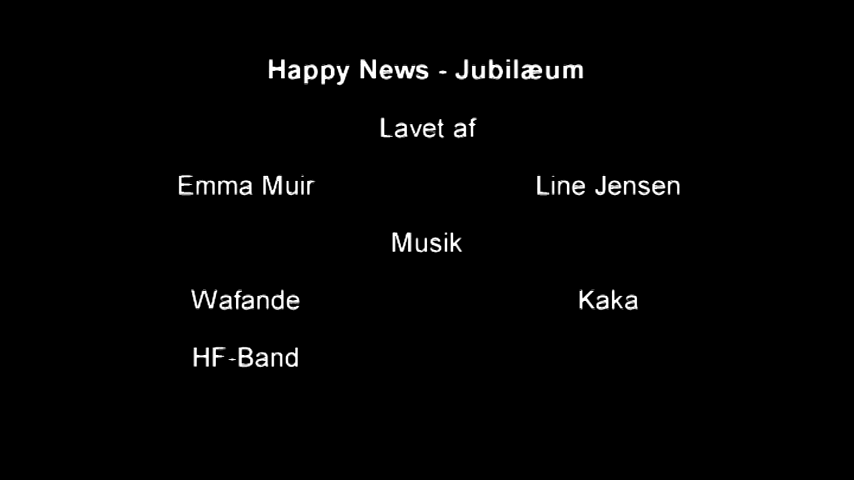 Happy News - Jubilæum
Lavet af
Emma Muir Line Jensen
Musik
Wafande Kaka
HF-Band